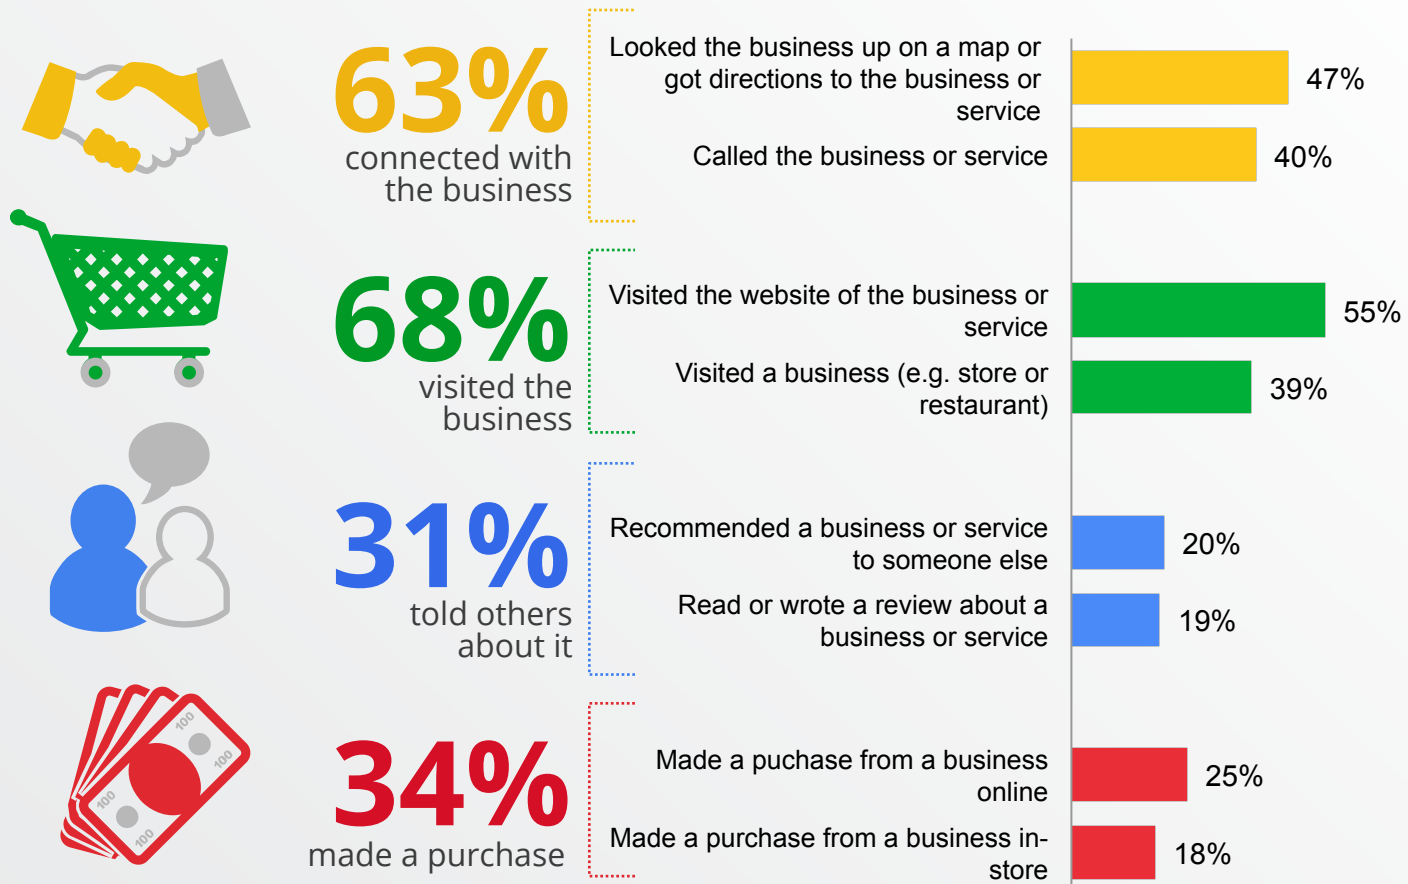 63%
connected with
the business
Looked the business up on a map or
got directions to the business or
service
47%
Called the business or service
40%
68%
visited the
business
Visited the website of the business or
service
55%
Visited a business (e.g. store or
restaurant)
39%
31%
told others
about it
Recommended a business or service
to someone else
20%
Read or wrote a review about a
business or service
19%
100
100
100
100
34%
made a purchase
Made a puchase from a business
online
25%
Made a purchase from a business in-
store
18%